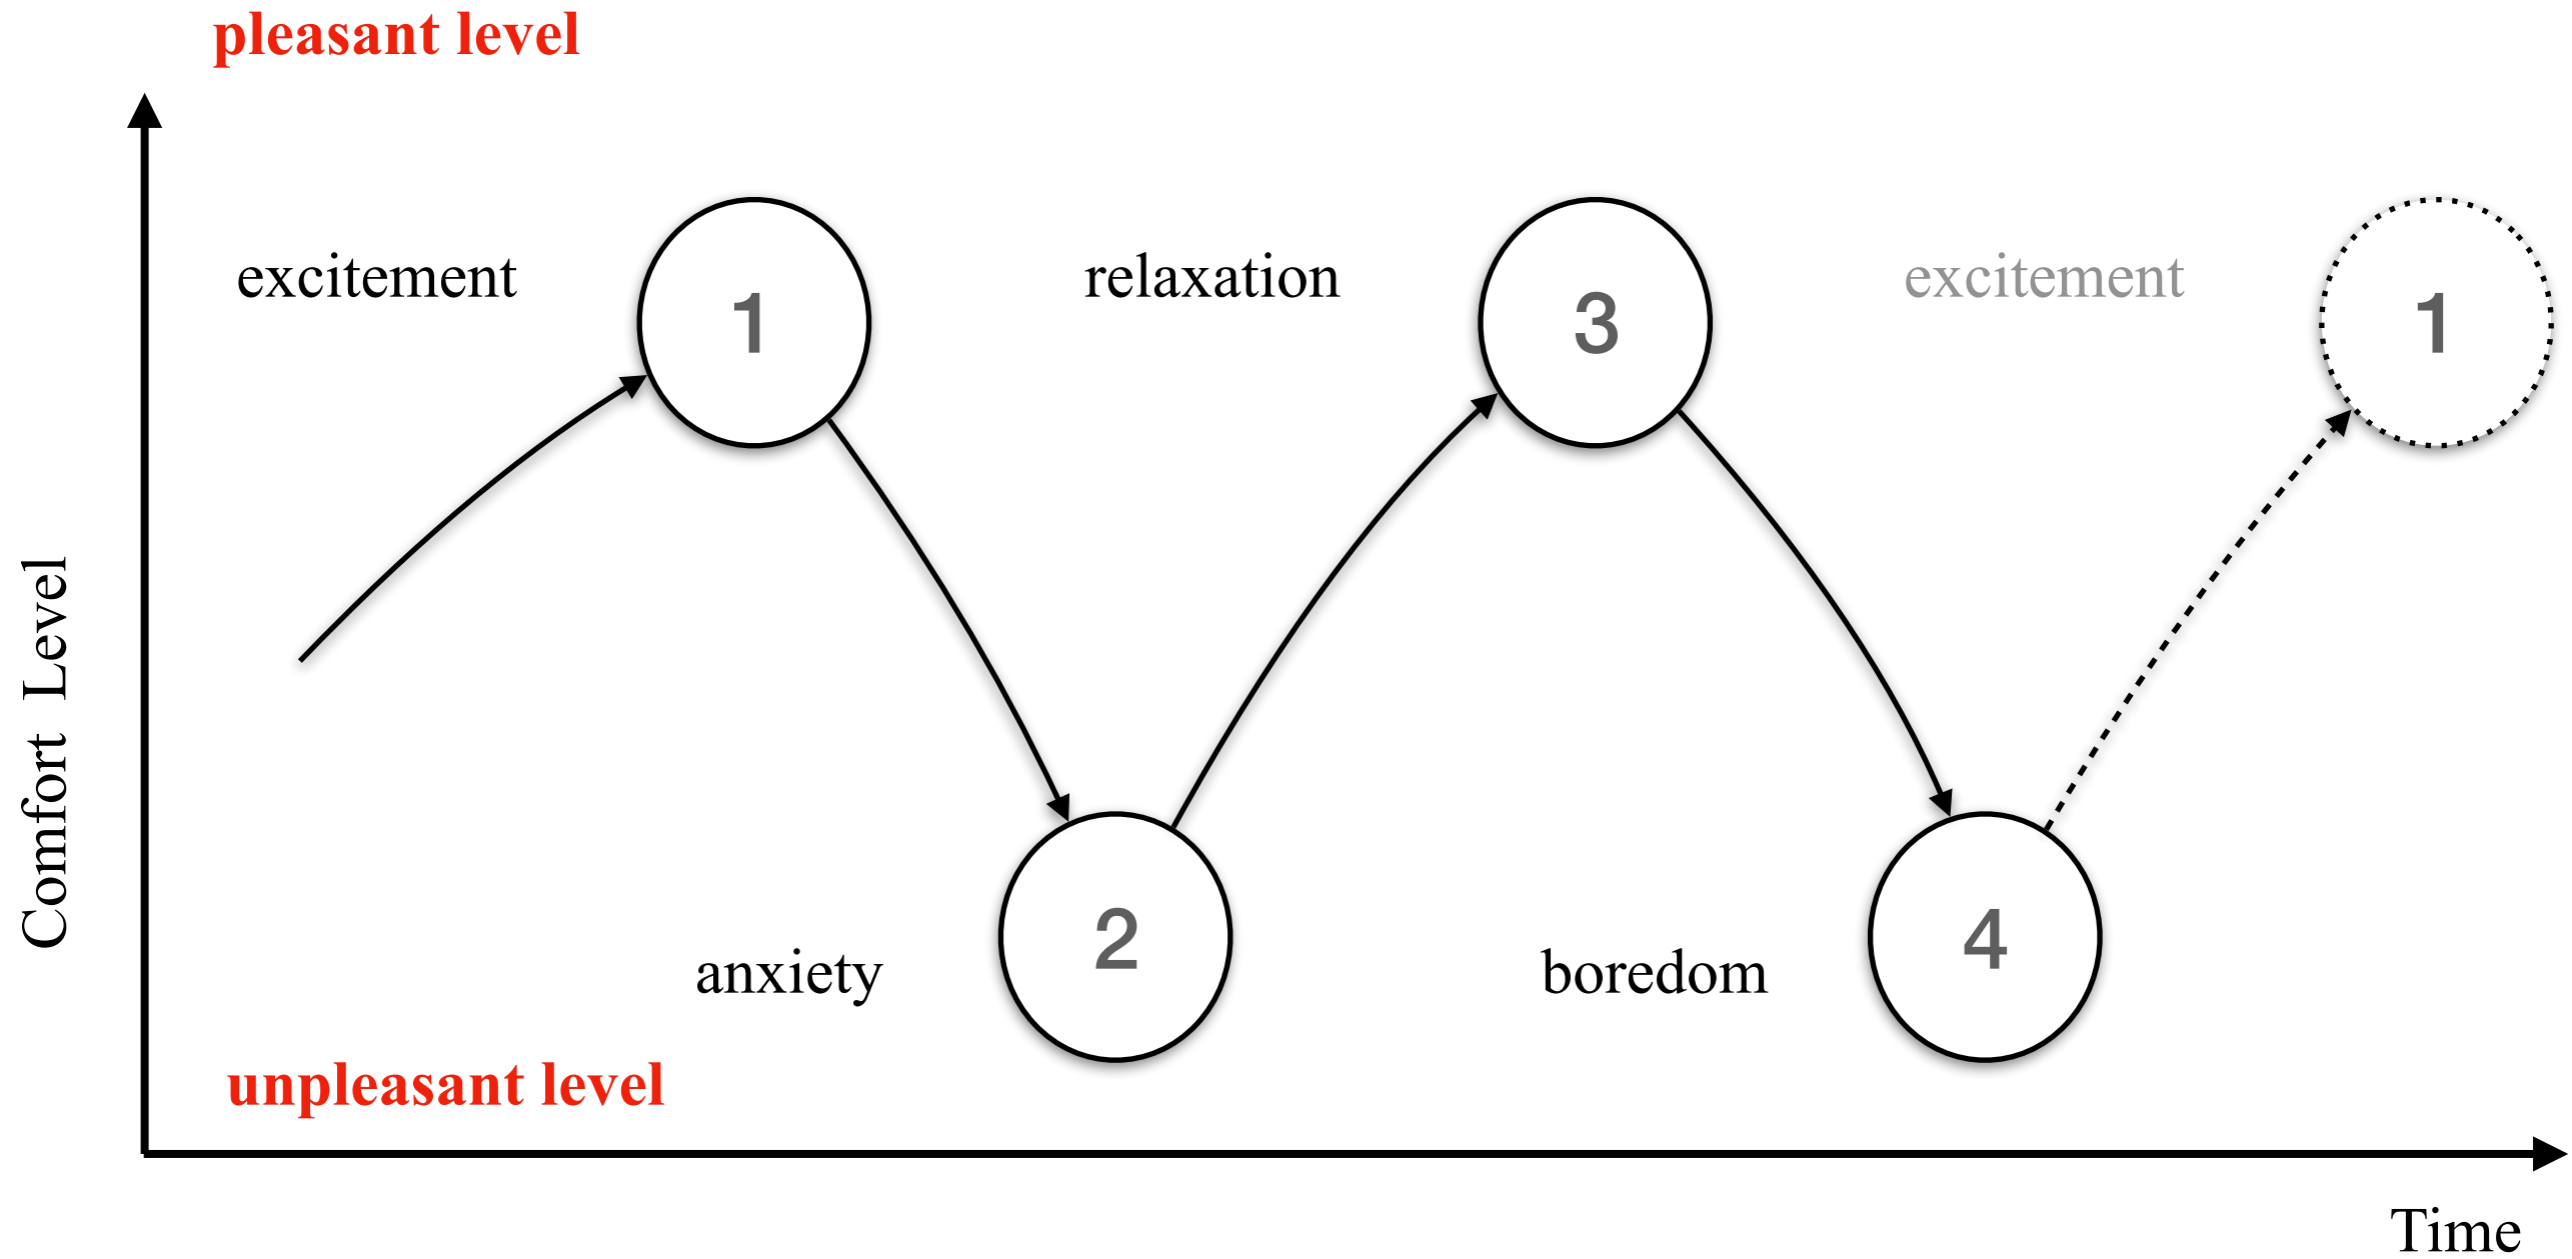 pleasant level
excitement
1
relaxation
3
excitement
1
Comfort Level
anxiety
2
boredom
4
unpleasant level
Time